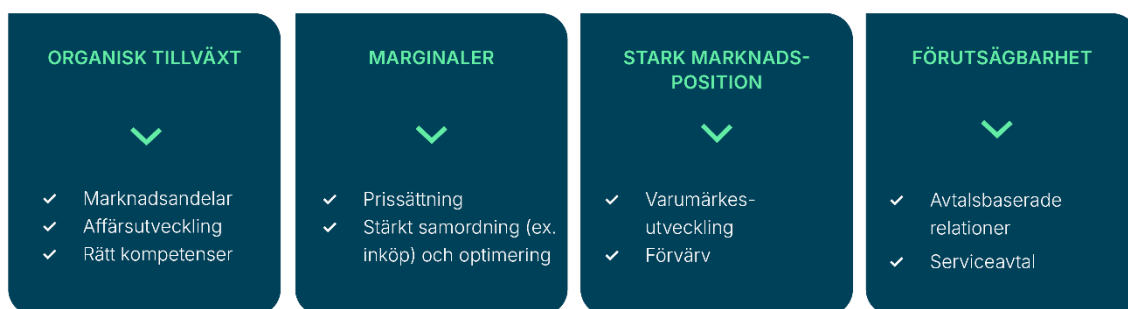 ORGANISK TILLVÄXT
Marknadsandelar
Affärsutveckling
Rätt kompetenser
MARGINALER
Prissättning
Stärkt samordning (ex.
inköp) och optimering
STARK MARKNADS-
POSITION
Varumärkes-
utveckling
Förvärv
FÖRUTSÄGBARHET
Avtalsbaserade
relationer
Serviceavtal